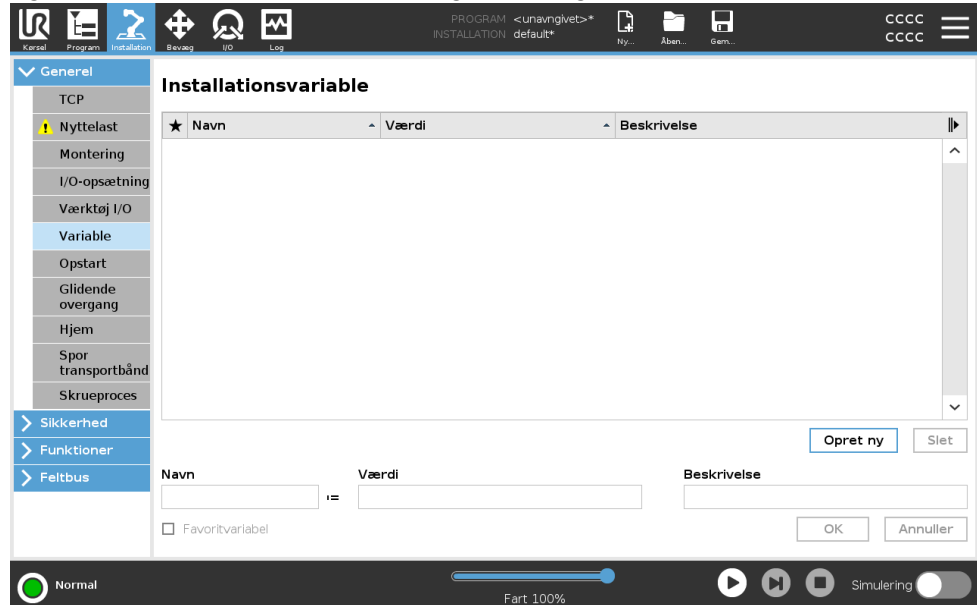 PROGRAM <unavngivet>*
INSTALLATION default*
cccc
cccc
Kørsel Program Installation Bevæg I/O Log Ny... Åben... Gem...
Generel
TCP
Nyttelast
Montering
I/O-opsætning
Værktøj I/O
Variable
Opstart
Glidende
overgang
Hjem
Spor
transportbånd
Skrueproces
Sikkerhed
Funktioner
Feltbus
Installationsvariable
Navn Værdi Beskrivelse
Opret ny Slet
Navn Værdi Beskrivelse
:=
Favoritvariabel OK Annuller
Normal Fart 100% Simulering